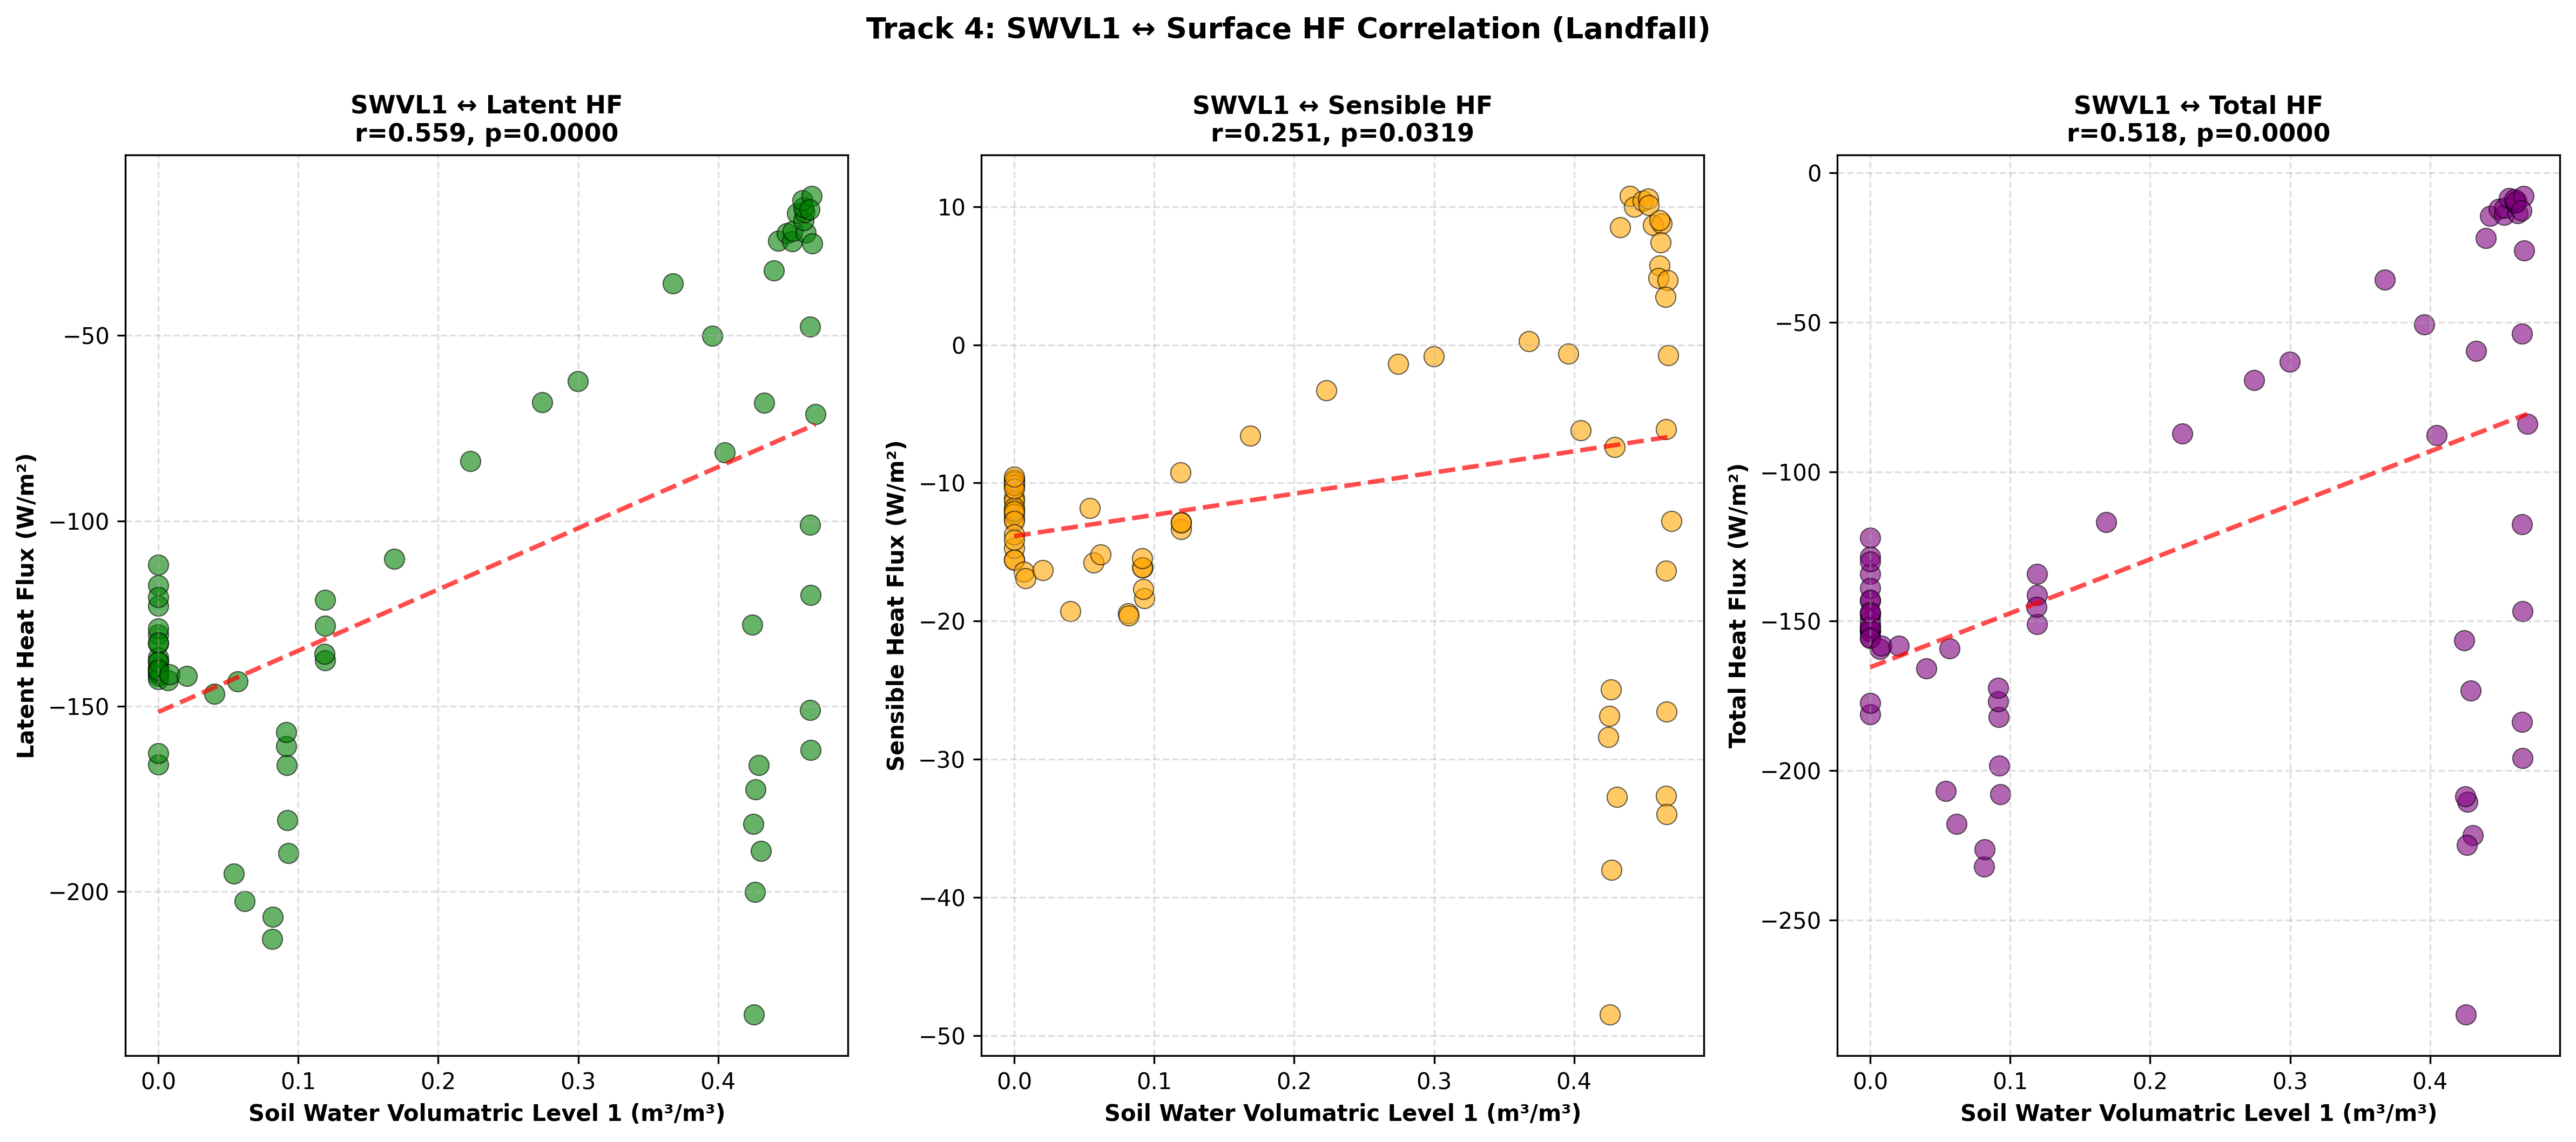 Track 4: SWVL1 ↔ Surface HF Correlation (Landfall)
SWVL1 ↔ Latent HF
r=0.559, p=0.0000
Latent Heat Flux (W/m²)
−50
−100
−150
−200
0.0 0.1 0.2 0.3 0.4
Soil Water Volumatric Level 1 (m³/m³)
SWVL1 ↔ Sensible HF
r=0.251, p=0.0319
Sensible Heat Flux (W/m²)
10
0
−10
−20
−30
−40
−50
0.0 0.1 0.2 0.3 0.4
Soil Water Volumatric Level 1 (m³/m³)
SWVL1 ↔ Total HF
r=0.518, p=0.0000
Total Heat Flux (W/m²)
0
−50
−100
−150
−200
−250
0.0 0.1 0.2 0.3 0.4
Soil Water Volumatric Level 1 (m³/m³)